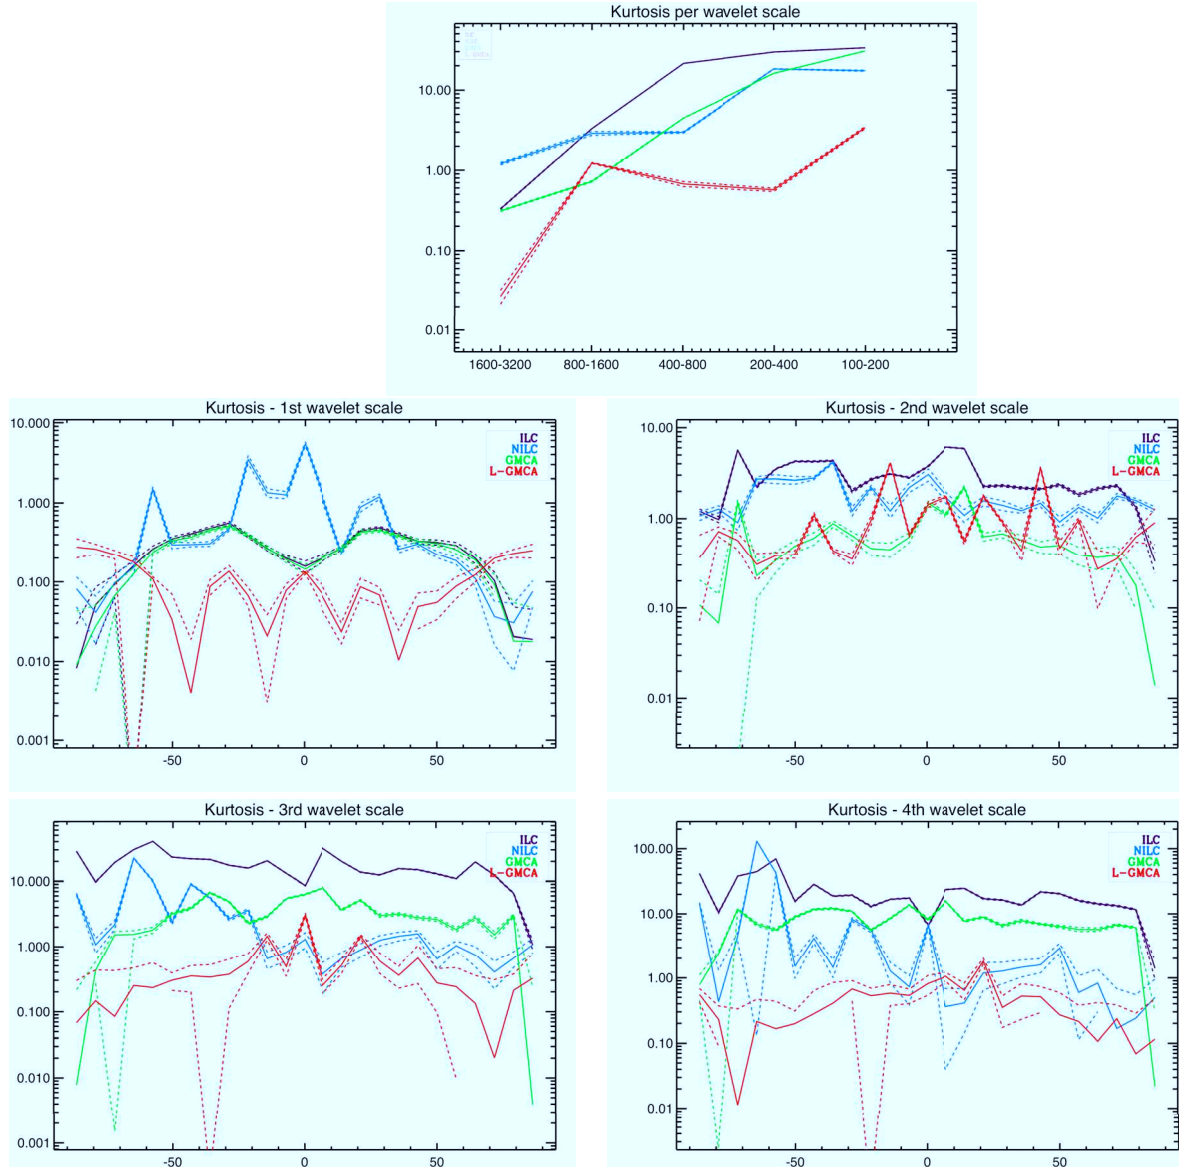 Kurtosis per wavelet scale
L-GMCA
10.00
1.00
0.10
0.01
1600-3200 800-1600 400-800 200-400 100-200
Kurtosis - 1st wavelet scale
10.000
ILC
NILC
GMCA
L-GMCA
1.000
0.100
0.010
0.001
-50 0 50
Kurtosis - 2nd wavelet scale
10.00
ILC
NILC
GMCA
L-GMCA
1.00
0.10
0.01
-50 0 50
Kurtosis - 3rd wavelet scale
ILC
NILC
GMCA
L-GMCA
10.000
1.000
0.100
0.010
0.001
-50 0 50
Kurtosis - 4th wavelet scale
ILC
NILC
GMCA
L-GMCA
100.00
10.00
1.00
0.10
0.01
-50 0 50